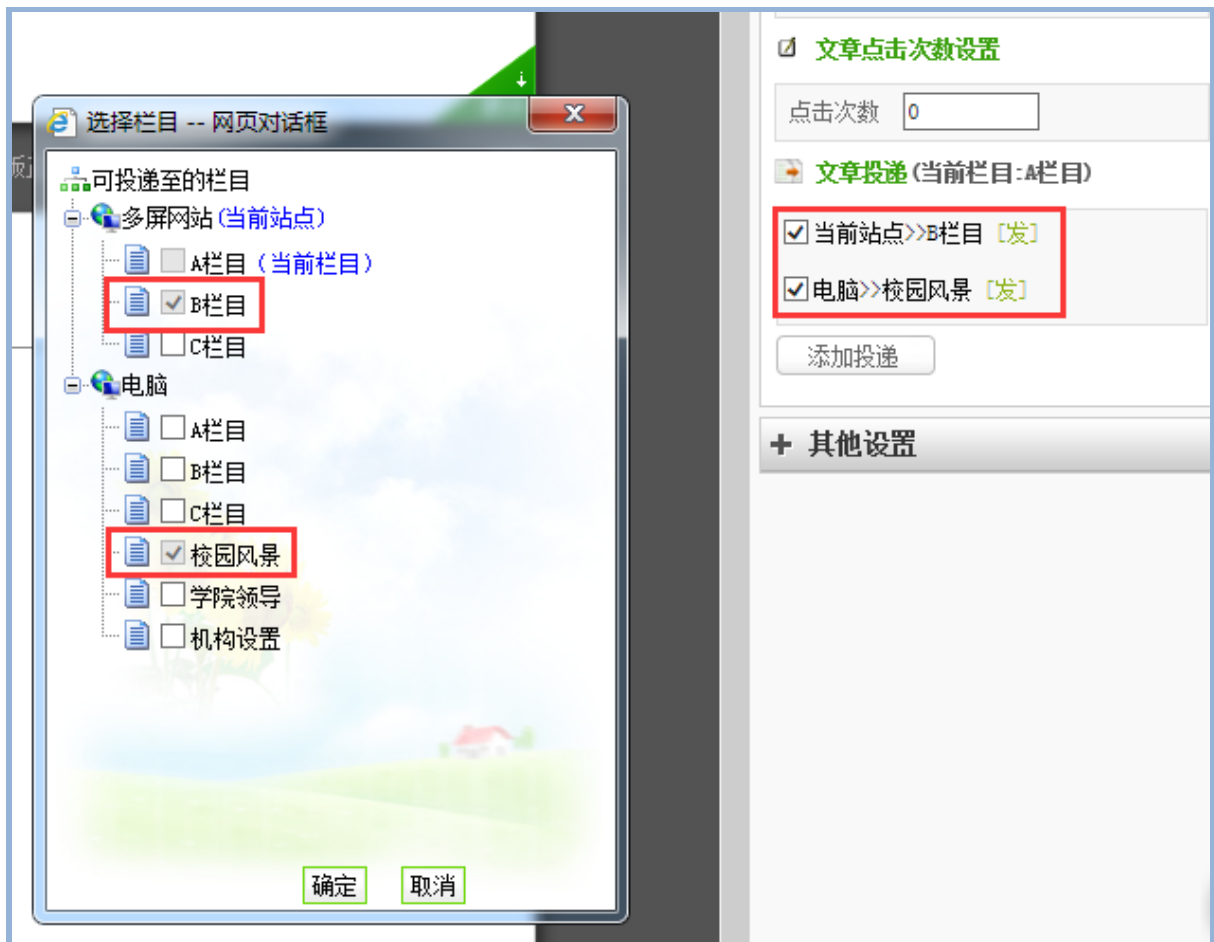 选择栏目 -- 网页对话框
可投递至的栏目
多屏网站(当前站点)
A栏目(当前栏目)
B栏目
C栏目
电脑
A栏目
B栏目
C栏目
校园风景
学院领导
机构设置
确定 取消
文章点击次数设置
点击次数 0
文章投递(当前栏目:A栏目)
当前站点>>B栏目 [发]
电脑>>校园风景 [发]
添加投递
+ 其他设置